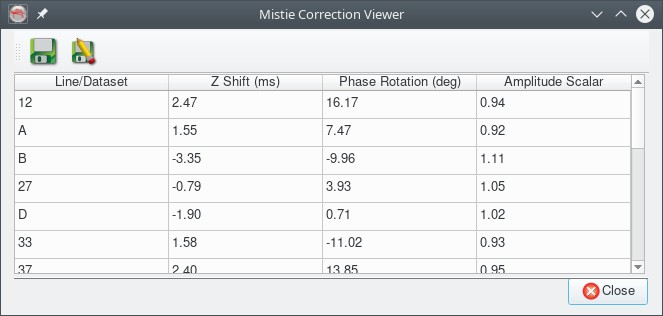 Mistie Correction Viewer
Line/Dataset Z Shift (ms) Phase Rotation (deg) Amplitude Scalar
12 2.47 16.17 0.94
A 1.55 7.47 0.92
B -3.35 -9.96 1.11
27 -0.79 3.93 1.05
D -1.90 0.71 1.02
33 1.58 -11.02 0.93
37 2.40 13.85 0.95
Close